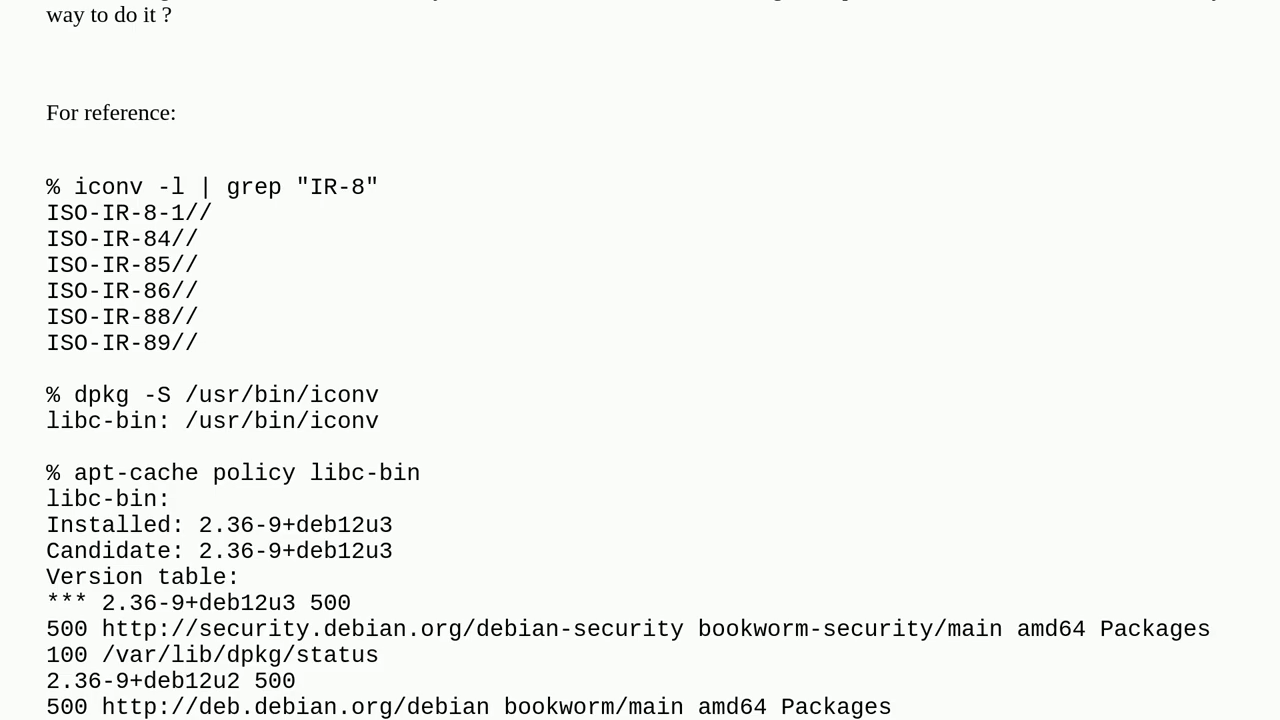 way to do it ?
For reference:
% iconv -l | grep "IR-8"
ISO-IR-8-1//
ISO-IR-84//
ISO-IR-85//
ISO-IR-86//
ISO-IR-88//
ISO-IR-89//
% dpkg -S /usr/bin/iconv
libc-bin: /usr/bin/iconv
% apt-cache policy libc-bin
libc-bin:
Installed: 2.36-9+deb12u3
Candidate: 2.36-9+deb12u3
Version table:
*** 2.36-9+deb12u3 500
500 http://security.debian.org/debian-security bookworm-security/main amd64 Packages
100 /var/lib/dpkg/status
2.36-9+deb12u2 500
500 http://deb.debian.org/debian bookworm/main amd64 Packages